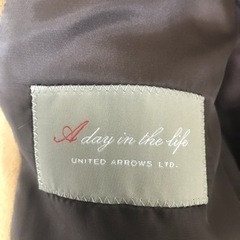 A day in the life
UNITED ARROWS LTD.